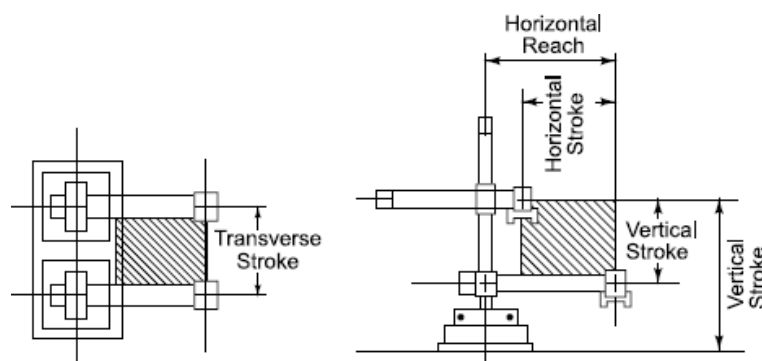 Horizontal
Reach
Horizontal
Stroke
Transverse
Stroke
Vertical
Stroke
Vertical
Stroke